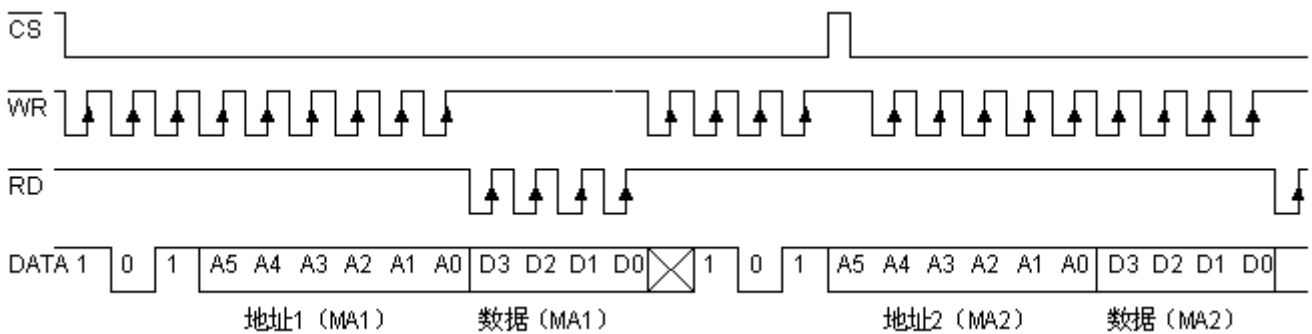 CS
WR
RD
DATA 1 0 1 A5 A4 A3 A2 A1 A0 D3 D2 D1 D0 1 0 1 A5 A4 A3 A2 A1 A0 D3 D2 D1 D0
地址1（MA1） 数据（MA1） 地址2（MA2） 数据（MA2）